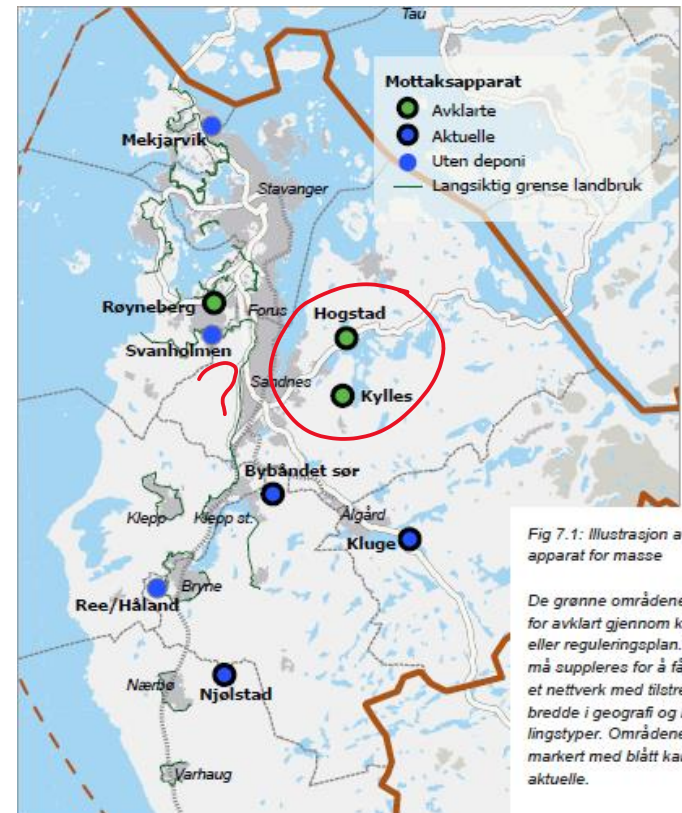 Tau
Mottaksapparat
Avklarte
Aktuelle
Uten deponi
Langsiktig grense landbruk
Mekjarvik
Stavanger
Røyneberg
Forus
Hogstad
Svanholmen
Sandnes
Kylles
?
Bybåndet sør
Klepp
Klepp st.
Ålgård
Kluge
Bryne
Ree/Håland
Nærbø
Njølstad
Varhaug
Fig 7.1: Illustrasjon a
apparat for masse
De grønne områdene
for avklart gjennom k
eller reguleringsplan.
må suppleres for å få
et nettverk med tilstre
bredde i geografi og
lingstyper. Områdene
markert med blått kan
aktuelle.